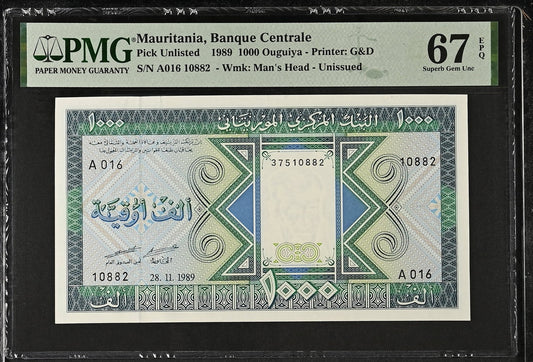 PMG
PAPER MONEY GUARANTY
Mauritania, Banque Centrale
Pick Unlisted 1989 1000 Ouguiya - Printer: G&D
S/N A016 10882 - Wmk: Man's Head - Unissued
67 EPQ
Superb Gem Unc
١٠٠٠ البنك المركزي الموريتاني ١٠٠٠
A 016
37510882
10882
ألف أوقية
10882
28. 11. 1989
A 016
ألف
١٠٠٠
ألف